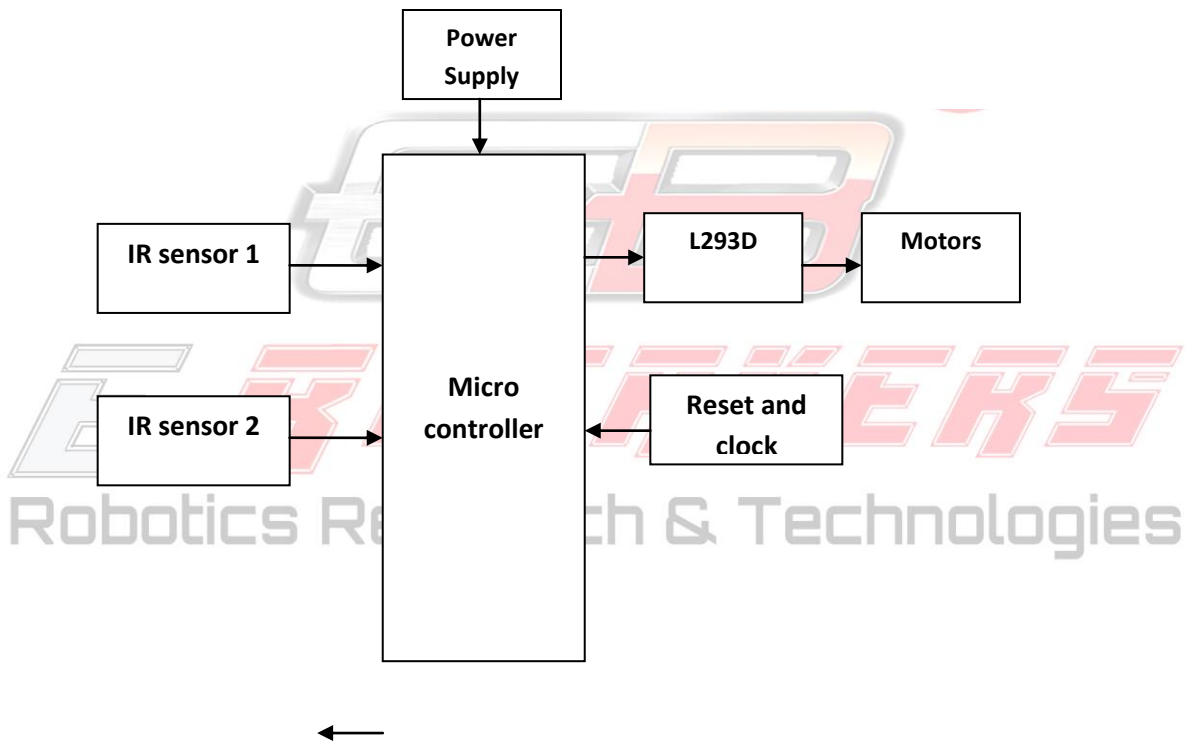 Power
Supply
IR sensor 1
L293D
Motors
Micro
controller
IR sensor 2
Reset and
clock
Robotics Re ch & Technologies